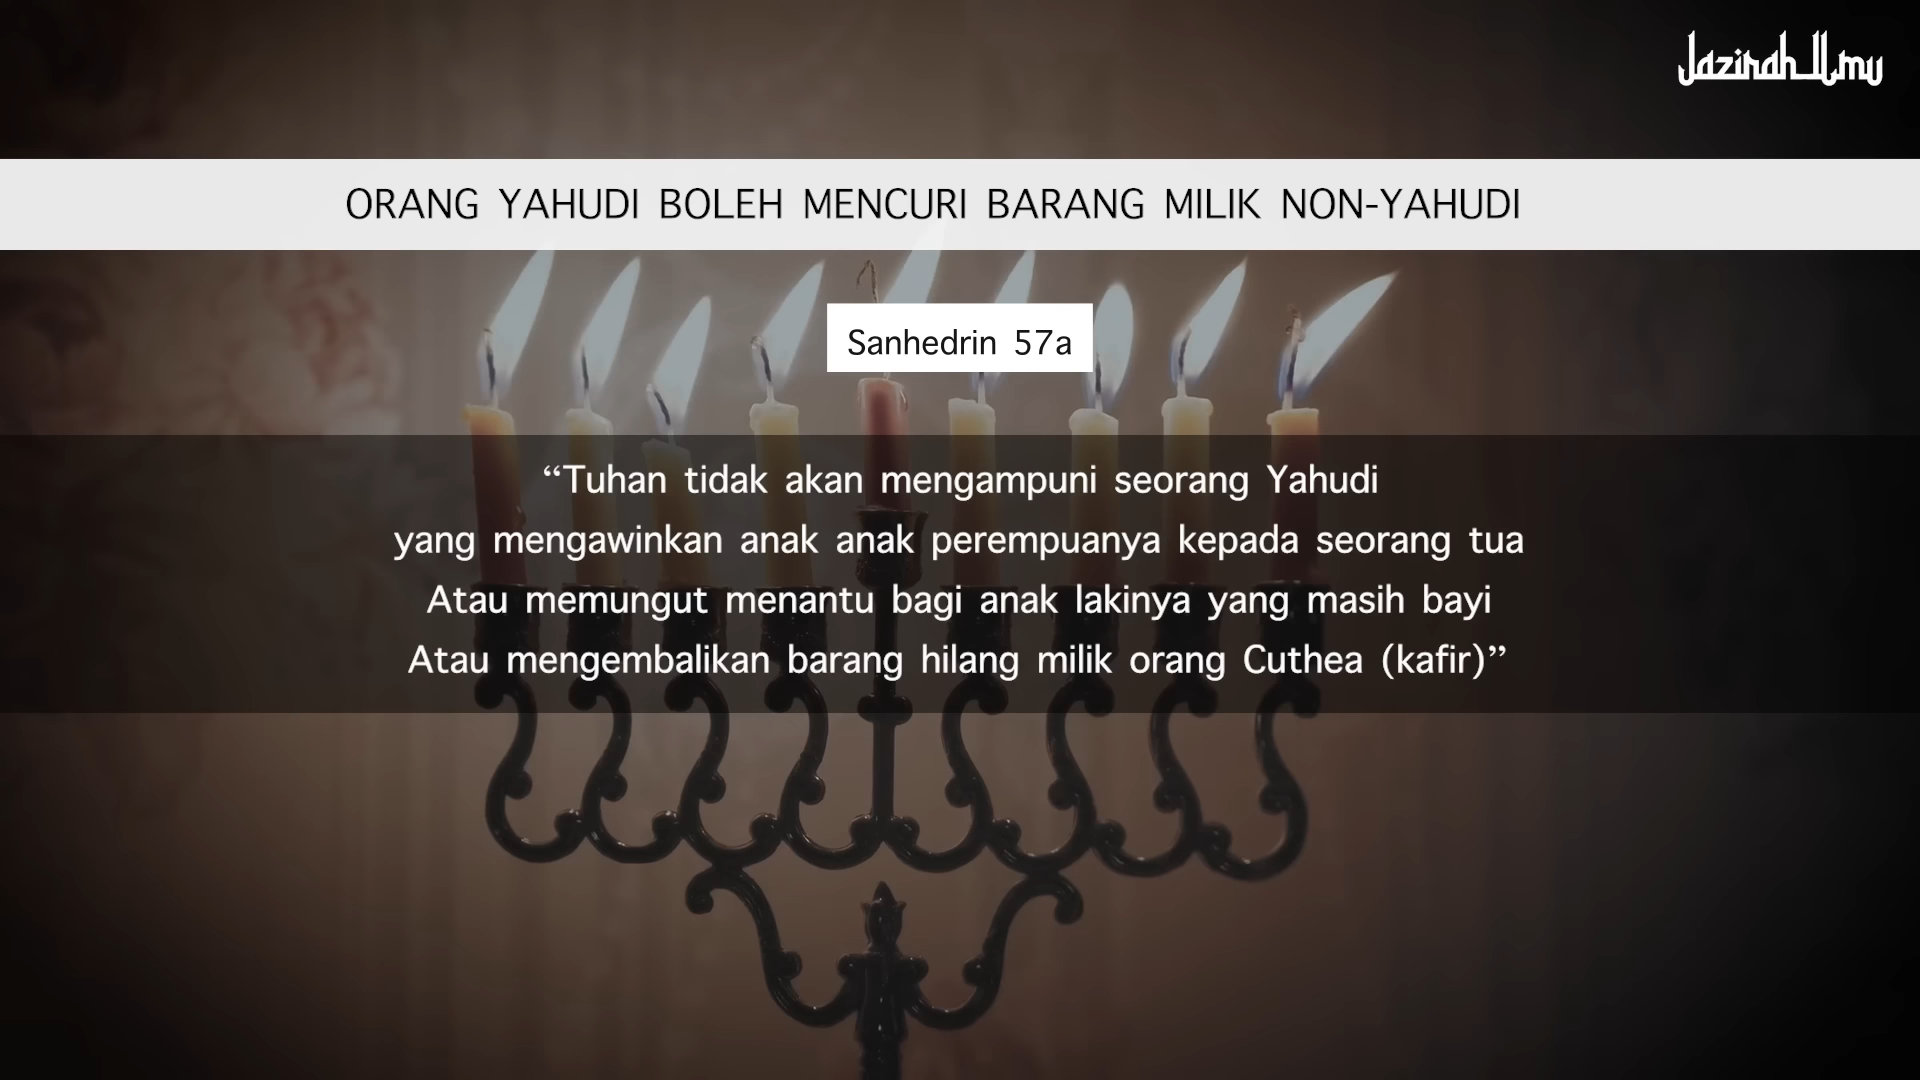 Jazirah Ilmu
ORANG YAHUDI BOLEH MENCURI BARANG MILIK NON-YAHUDI
Sanhedrin 57a
“Tuhan tidak akan mengampuni seorang Yahudi
yang mengawinkan anak anak perempuanya kepada seorang tua
Atau memungut menantu bagi anak lakinya yang masih bayi
Atau mengembalikan barang hilang milik orang Cuthea (kafir)”